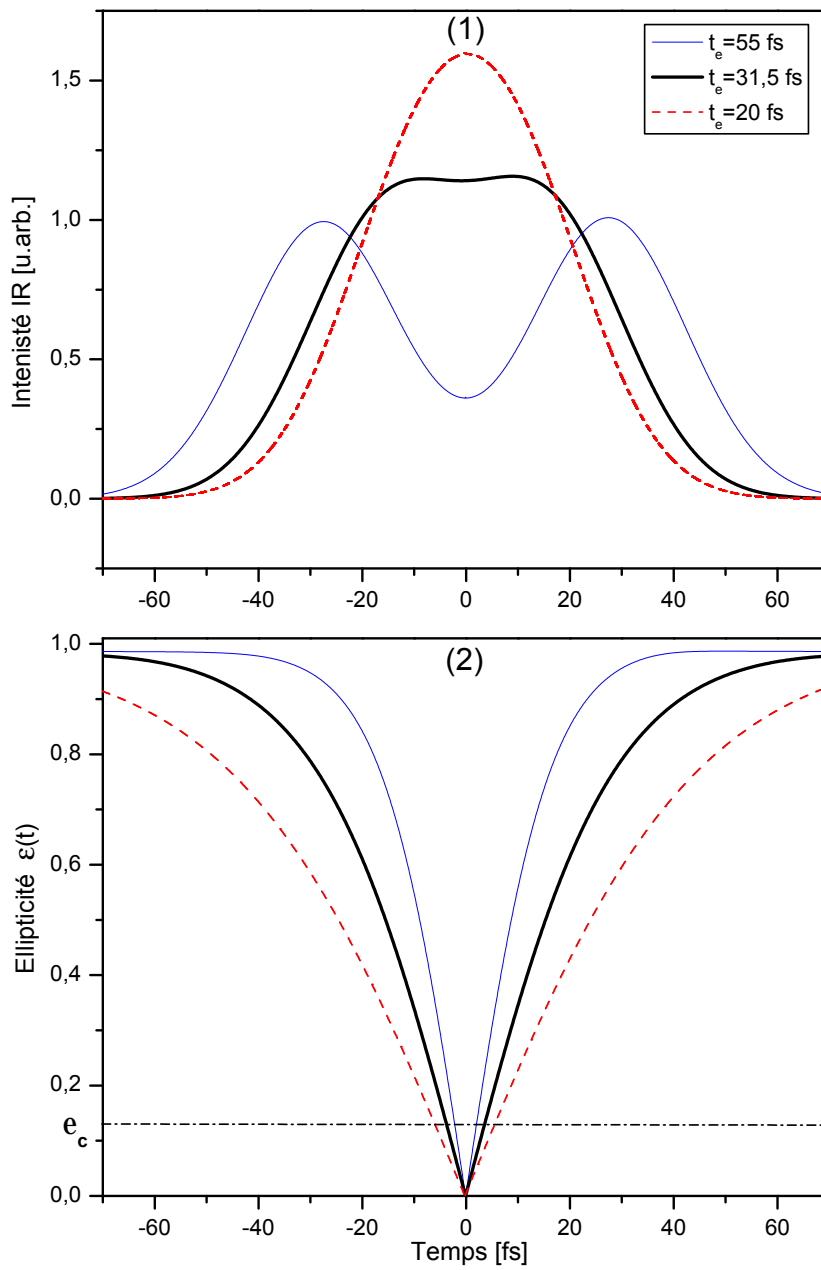 (1)
t_e=55 fs
t_e=31,5 fs
t_e=20 fs
Intenisté IR [u.arb.]
1,5
1,0
0,5
0,0
-60 -40 -20 0 20 40 60
(2)
Ellipticité ε(t)
1,0
0,8
0,6
0,4
0,2
e_c
0,0
-60 -40 -20 0 20 40 60
Temps [fs]